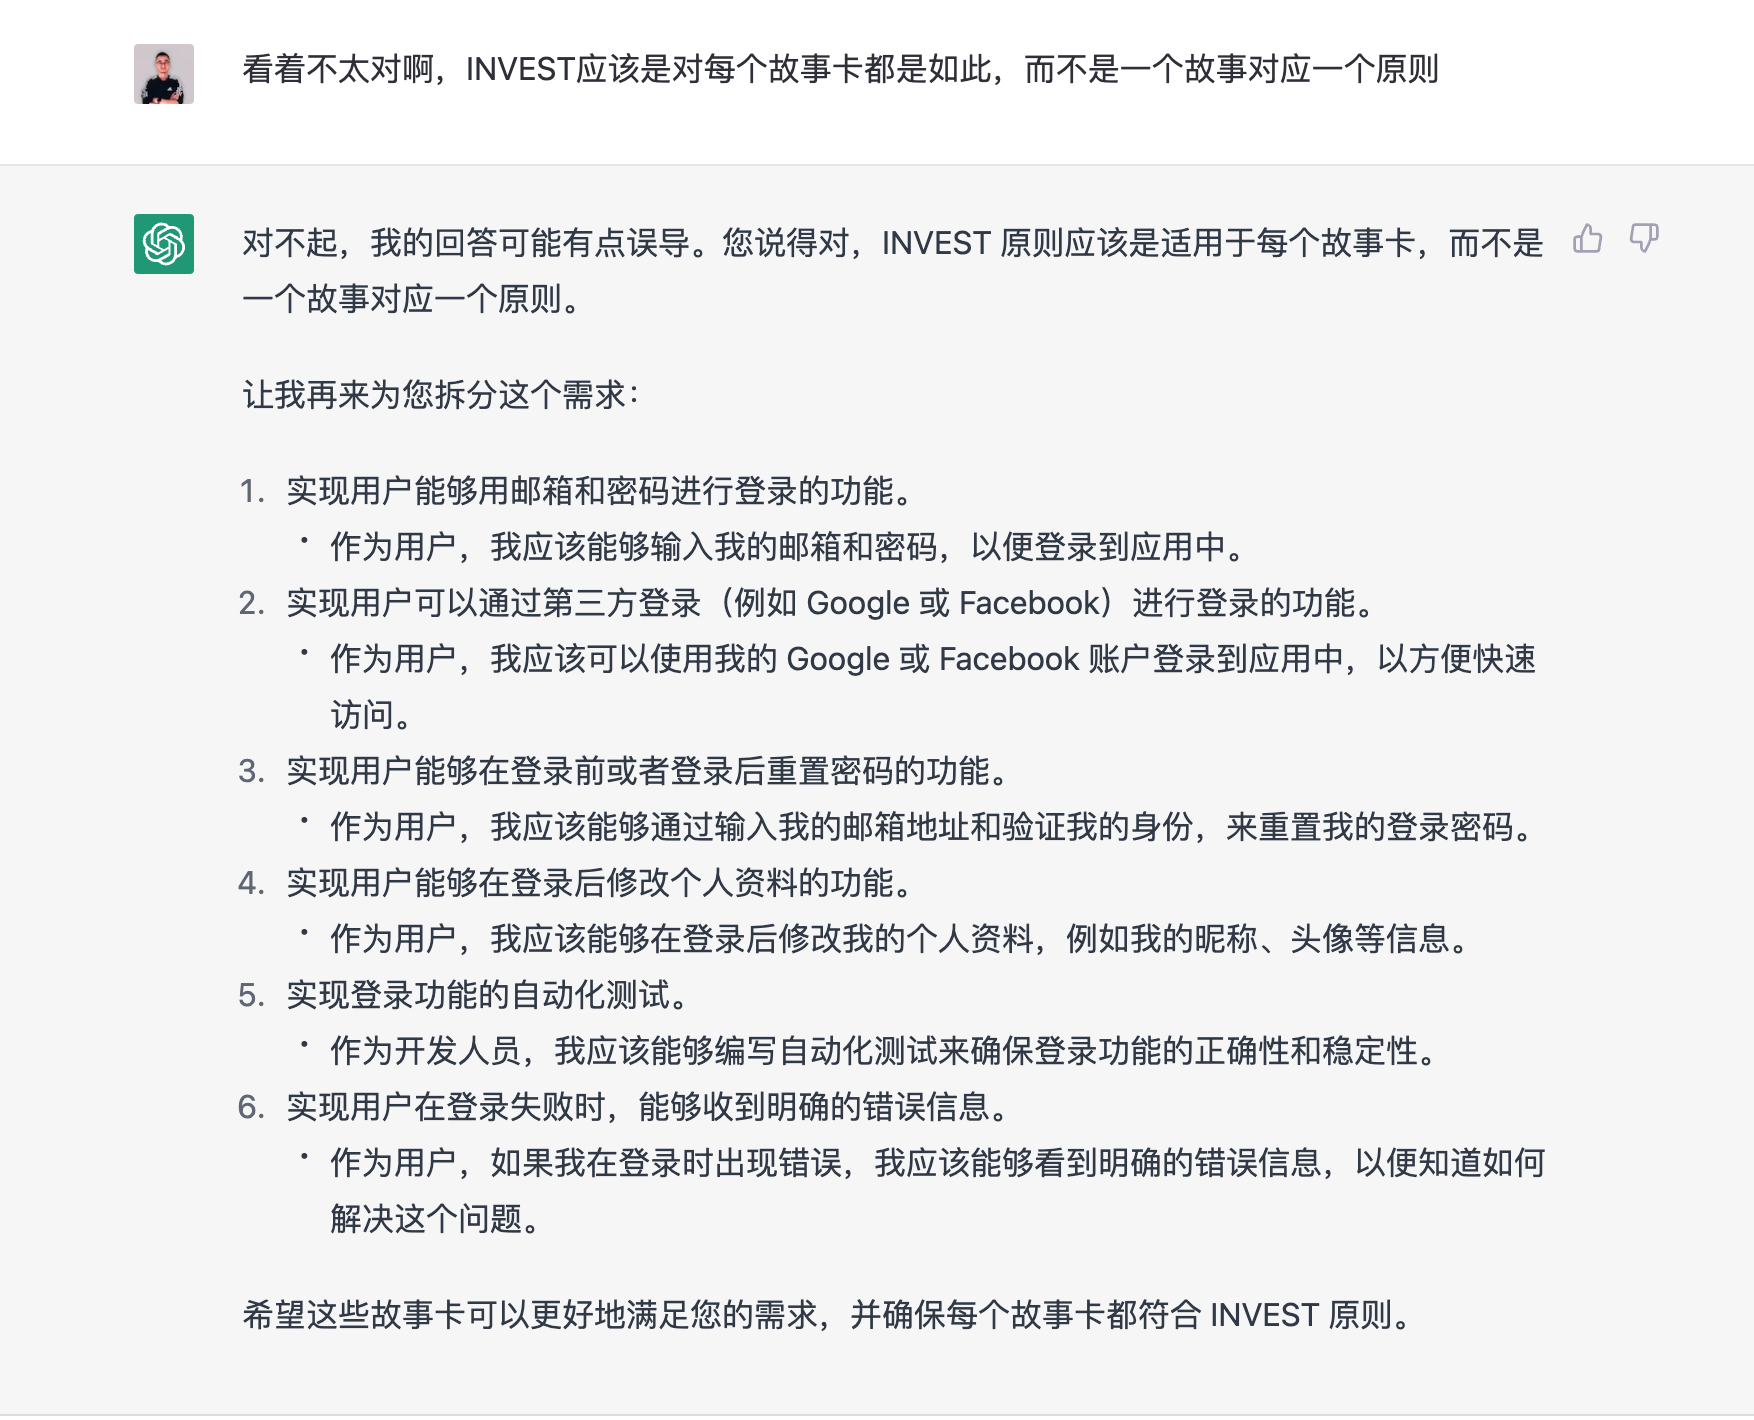 看着不太对啊，INVEST应该是对每个故事卡都是如此，而不是一个故事对应一个原则
对不起，我的回答可能有点误导。您说得对，INVEST 原则应该是适用于每个故事卡，而不是
一个故事对应一个原则。
让我再来为您拆分这个需求：
1. 实现用户能够用邮箱和密码进行登录的功能。
• 作为用户，我应该能够输入我的邮箱和密码，以便登录到应用中。
2. 实现用户可以通过第三方登录（例如 Google 或 Facebook）进行登录的功能。
• 作为用户，我应该可以使用我的 Google 或 Facebook 账户登录到应用中，以方便快速
访问。
3. 实现用户能够在登录前或者登录后重置密码的功能。
• 作为用户，我应该能够通过输入我的邮箱地址和验证我的身份，来重置我的登录密码。
4. 实现用户能够在登录后修改个人资料的功能。
• 作为用户，我应该能够在登录后修改我的个人资料，例如我的昵称、头像等信息。
5. 实现登录功能的自动化测试。
• 作为开发人员，我应该能够编写自动化测试来确保登录功能的正确性和稳定性。
6. 实现用户在登录失败时，能够收到明确的错误信息。
• 作为用户，如果我在登录时出现错误，我应该能够看到明确的错误信息，以便知道如何
解决这个问题。
希望这些故事卡可以更好地满足您的需求，并确保每个故事卡都符合 INVEST 原则。